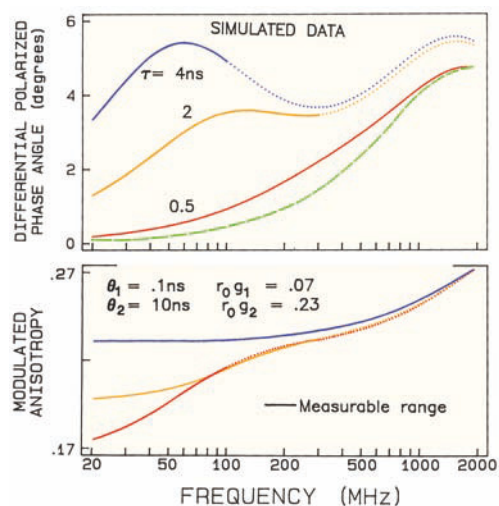 SIMULATED DATA
DIFFERENTIAL POLARIZED
PHASE ANGLE (degrees)
6
4
2
0
τ = 4ns
2
0.5
MODULATED
ANISOTROPY
.27
.17
θ1 = .1ns r0 g1 = .07
θ2 = 10ns r0 g2 = .23
Measurable range
20 50 100 200 500 1000 2000
FREQUENCY (MHz)